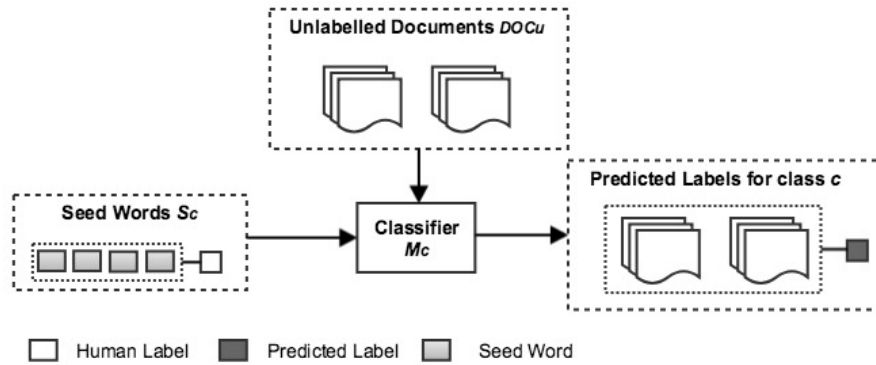 Unlabelled Documents DOCu
Predicted Labels for class c
Seed Words Sc
Classifier
Mc
Human Label
Predicted Label
Seed Word